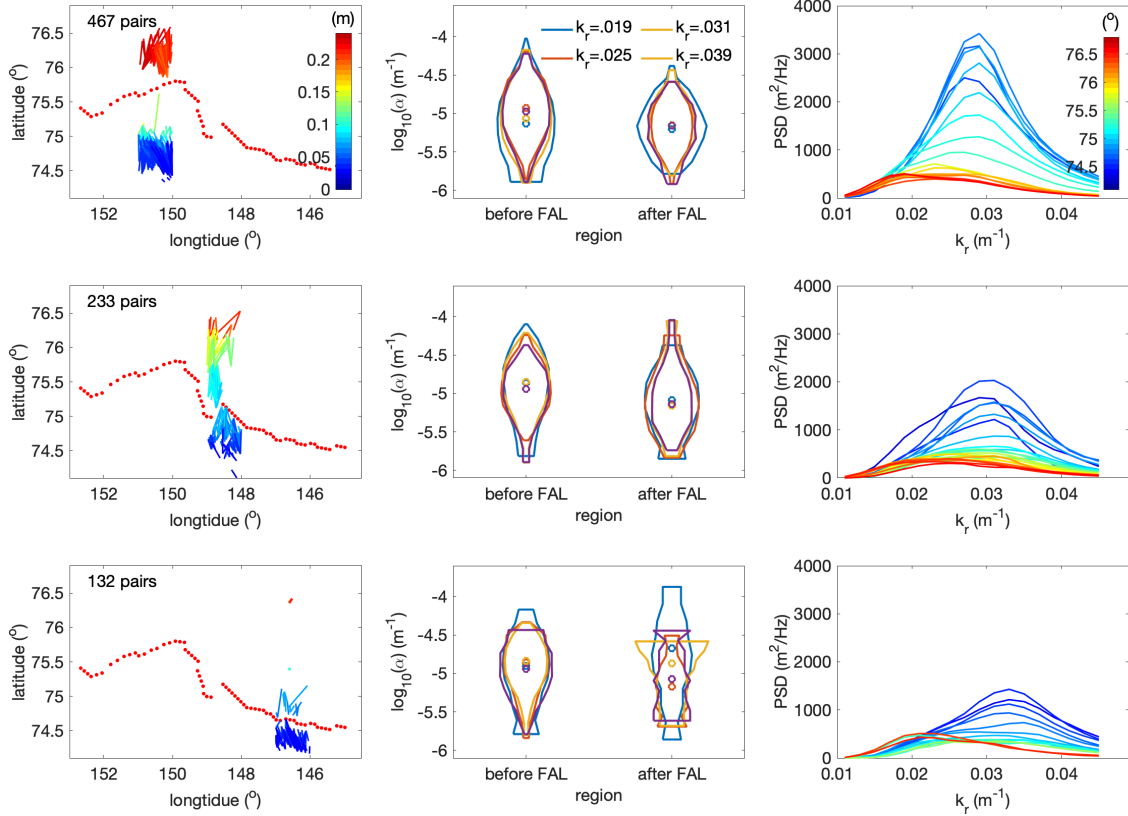 467 pairs
(m)
76.5
76
75.5
75
74.5
0.2
0.15
0.1
0.05
0
152
150
148
146
latitude (o)
longtidue (o)
-4
-4.5
-5
-5.5
-6
log10(α) (m-1)
kr=.019
kr=.031
kr=.025
kr=.039
before FAL
after FAL
region
4000
3000
2000
1000
0
PSD (m2/Hz)
(o)
76.5
76
75.5
75
74.5
0.01
0.02
0.03
0.04
kr (m-1)
233 pairs
76.5
76
75.5
75
74.5
152
150
148
146
latitude (o)
longtidue (o)
-4
-4.5
-5
-5.5
-6
log10(α) (m-1)
before FAL
after FAL
region
4000
3000
2000
1000
0
PSD (m2/Hz)
0.01
0.02
0.03
0.04
kr (m-1)
132 pairs
76.5
76
75.5
75
74.5
152
150
148
146
latitude (o)
longtidue (o)
-4
-4.5
-5
-5.5
-6
log10(α) (m-1)
before FAL
after FAL
region
4000
3000
2000
1000
0
PSD (m2/Hz)
0.01
0.02
0.03
0.04
kr (m-1)